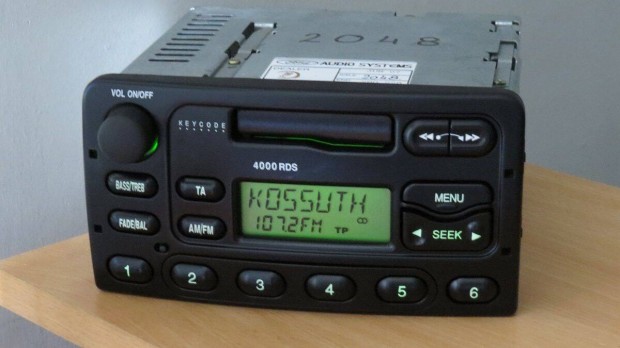 2048
Ford AUDIO SYSTEMS
2048
VOL ON/OFF
KEYCODE
4000 RDS
MENU
BASS/TREB
TA
KOSSUTH
107.2FM TP
FADE/BAL
AM/FM
SEEK
1 2 3 4 5 6